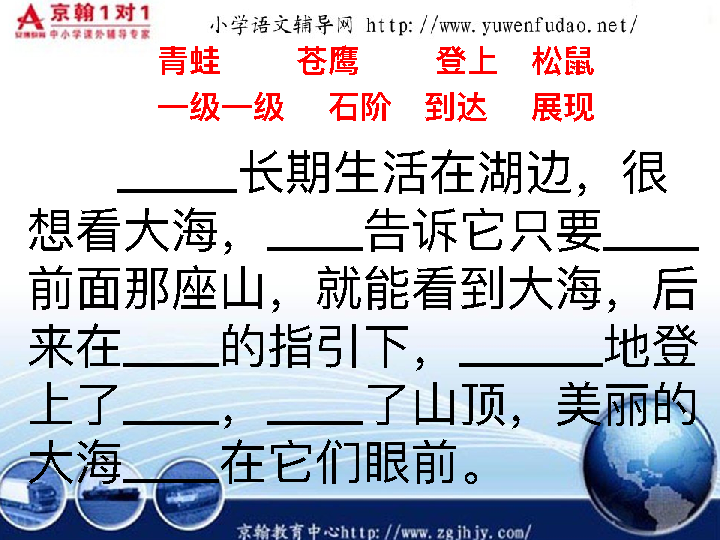 京翰1对1
京翰教育 中小学课外辅导专家
小学语文辅导网 http://www.yuwenfudao.net/
青蛙 苍鹰 登上 松鼠
一级一级 石阶 到达 展现
_____长期生活在湖边，很
想看大海，____告诉它只要____
前面那座山，就能看到大海，后
来在____的指引下，______地登
上了____，____了山顶，美丽的
大海____在它们眼前。
京翰教育中心http://www.zgjhjy.com/